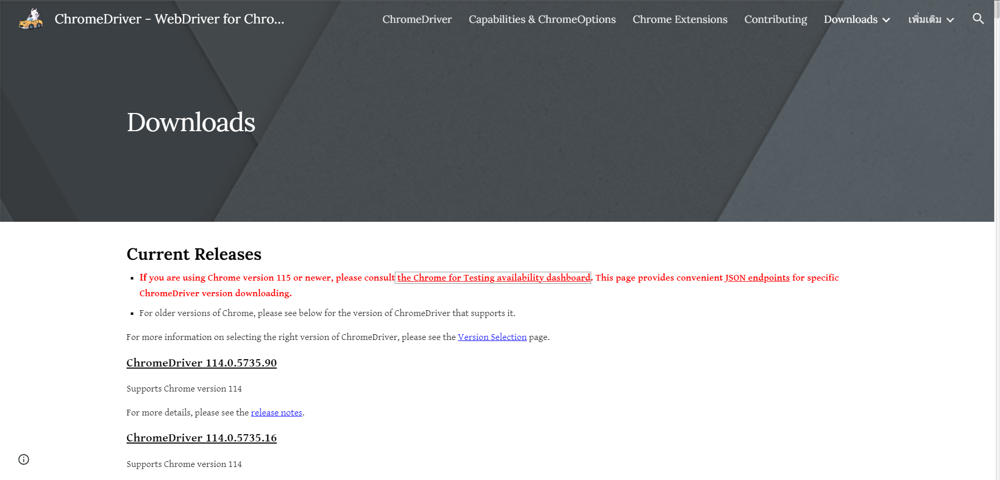 ChromeDriver - WebDriver for Chro...
ChromeDriver
Capabilities & ChromeOptions
Chrome Extensions
Contributing
Downloads
เพิ่มเติม
Downloads
Current Releases
If you are using Chrome version 115 or newer, please consult the Chrome for Testing availability dashboard. This page provides convenient JSON endpoints for specific
ChromeDriver version downloading.
For older versions of Chrome, please see below for the version of ChromeDriver that supports it.
For more information on selecting the right version of ChromeDriver, please see the Version Selection page.
ChromeDriver 114.0.5735.90
Supports Chrome version 114
For more details, please see the release notes.
ChromeDriver 114.0.5735.16
Supports Chrome version 114